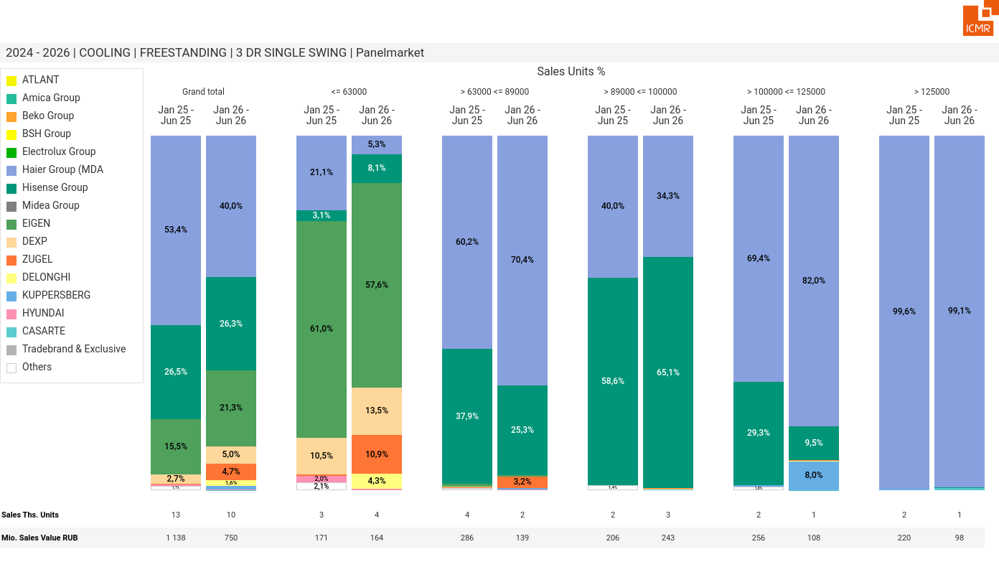 ICMR
2024 - 2026 | COOLING | FREESTANDING | 3 DR SINGLE SWING | Panelmarket
ATLANT
Amica Group
Beko Group
BSH Group
Electrolux Group
Haier Group (MDA
Hisense Group
Midea Group
EIGEN
DEXP
ZUGEL
DELONGHI
KUPPERSBERG
HYUNDAI
CASARTE
Tradebrand & Exclusive
Others
Sales Units %
Grand total <= 63000 > 63000 <= 89000 > 89000 <= 100000 > 100000 <= 125000 > 125000
Jan 25 - Jan 26 - Jan 25 - Jan 26 - Jan 25 - Jan 26 - Jan 25 - Jan 26 - Jan 25 - Jan 26 - Jan 25 - Jan 26 -
Jun 25 Jun 26 Jun 25 Jun 26 Jun 25 Jun 26 Jun 25 Jun 26 Jun 25 Jun 26 Jun 25 Jun 26
53,4%
26,5%
15,5%
2,7%
1,1%
40,0%
26,3%
21,3%
5,0%
4,7%
1,6%
21,1%
3,1%
61,0%
10,5%
2,0%
2,1%
5,3%
8,1%
57,6%
13,5%
10,9%
4,3%
60,2%
37,9%
70,4%
25,3%
3,2%
40,0%
58,6%
1,4%
34,3%
65,1%
69,4%
29,3%
1,0%
82,0%
9,5%
8,0%
99,6%
99,1%
Sales Ths. Units 13 10 3 4 4 2 2 3 2 1 2 1
Mio. Sales Value RUB 1 138 750 171 164 286 139 206 243 256 108 220 98